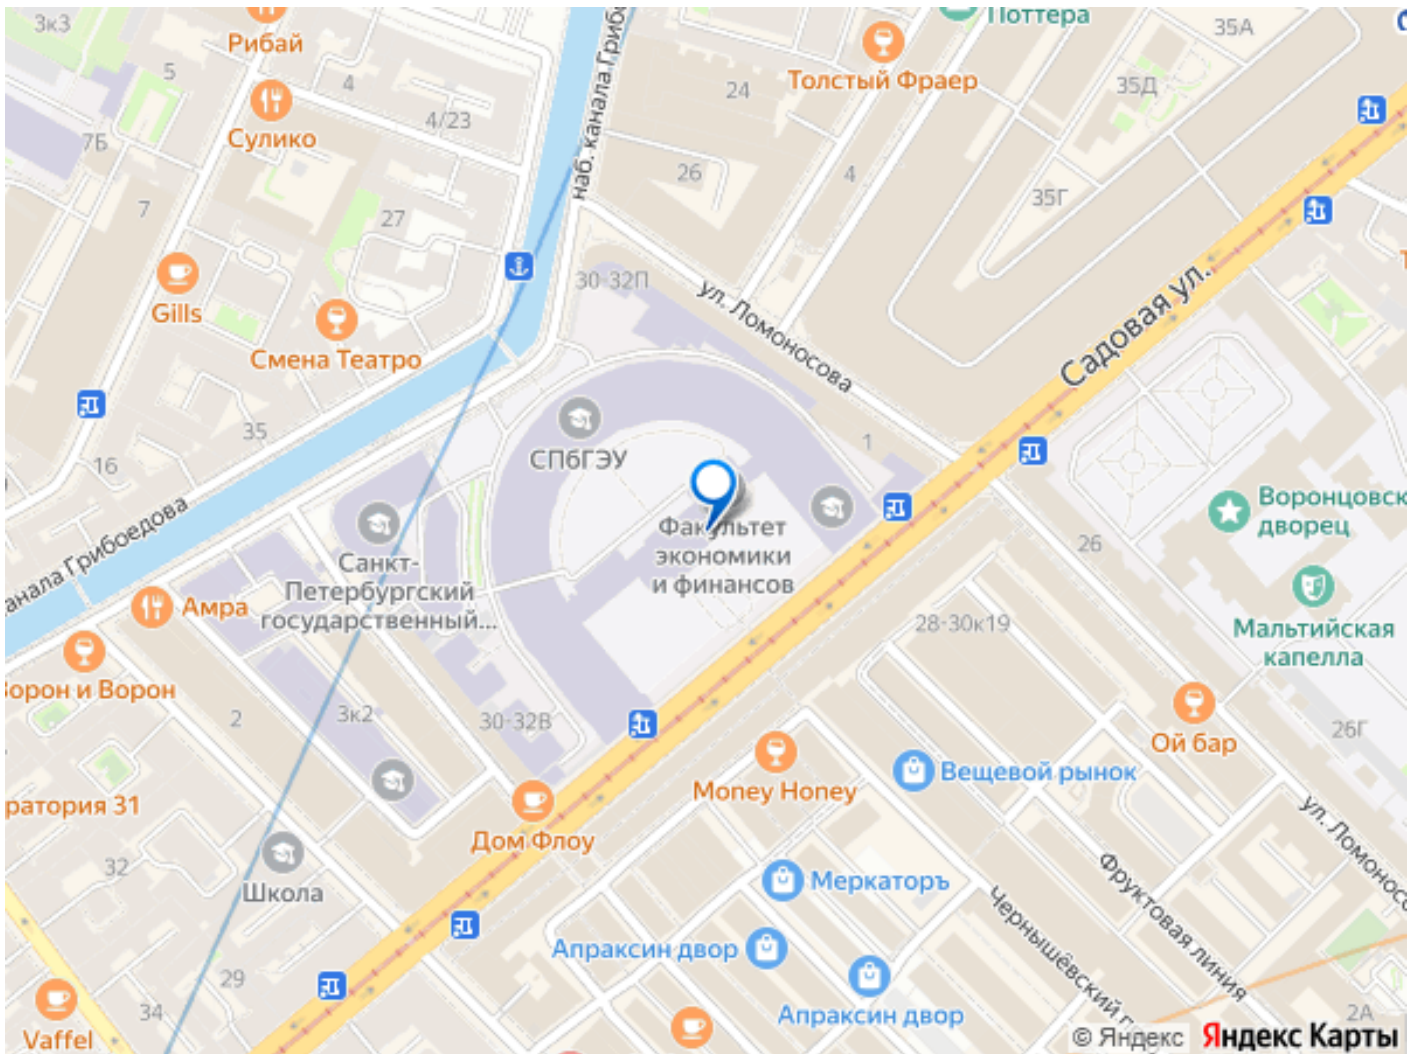 3к3
Рибай
5
4
Сулико
4/23
7Б
7
27
Gills
Смена Театро
35
16
наб. канала Грибо
24
26
4
Толстый Фраер
Поттера
35А
35Д
35Г
30-32П
ул. Ломоносова
Садовая ул.
1
СПбГЭУ
Факультет
экономики
и финансов
Санкт-
Петербургский
государственный...
анала Грибоедова
Амра
орон и Ворон
2
3к2
30-32В
ратория 31
Дом Флоу
32
Школа
29
34
Vaffel
26
28-30к19
Воронцовск
дворец
Мальтийская
капелла
26Г
Ой бар
Money Honey
Вещевой рынок
Меркаторъ
Апраксин двор
Апраксин двор
ул. Ломонос
Фруктовая линия
Чернышёвский п
2А
© Яндекс Яндекс Карты